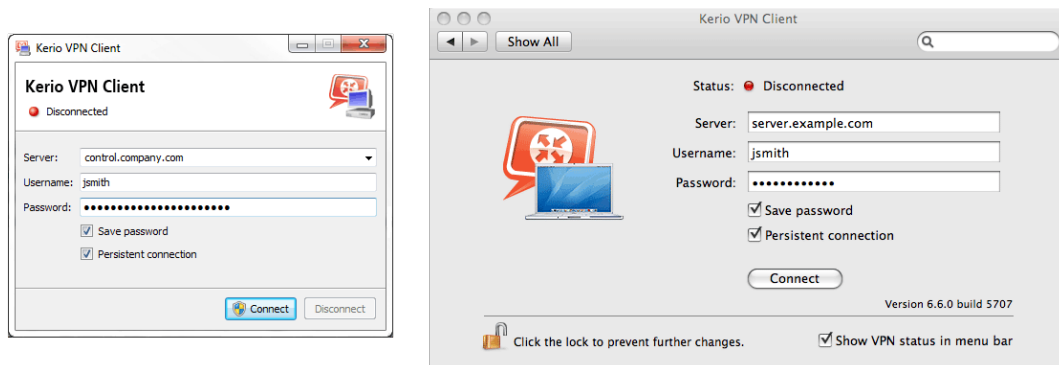 Kerio VPN Client
Kerio VPN Client
Disconnected
Server: control.company.com
Username: jsmith
Password: ••••••••••••••••••••••
Save password
Persistent connection
Connect Disconnect
Kerio VPN Client
Show All
Status: Disconnected
Server: server.example.com
Username: jsmith
Password: ••••••••••••
Save password
Persistent connection
Connect
Version 6.6.0 build 5707
Click the lock to prevent further changes. Show VPN status in menu bar